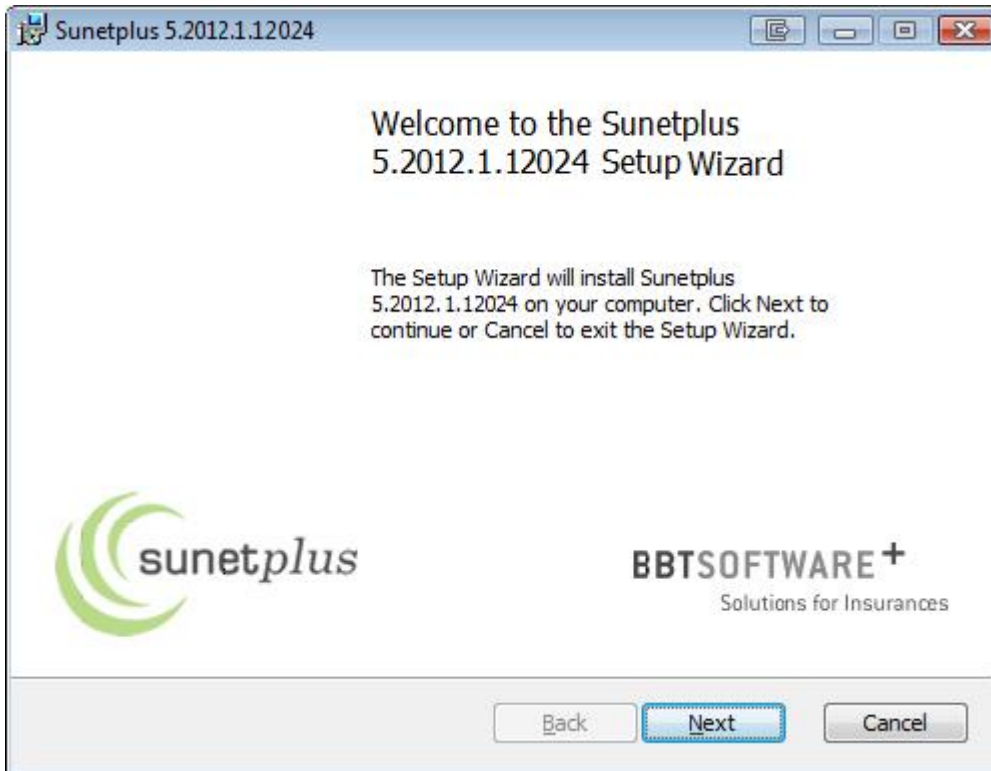 Sunetplus 5.2012.1.12024
Welcome to the Sunetplus
5.2012.1.12024 Setup Wizard
The Setup Wizard will install Sunetplus
5.2012.1.12024 on your computer. Click Next to
continue or Cancel to exit the Setup Wizard.
sunetplus
BBTSOFTWARE+
Solutions for Insurances
Back Next Cancel